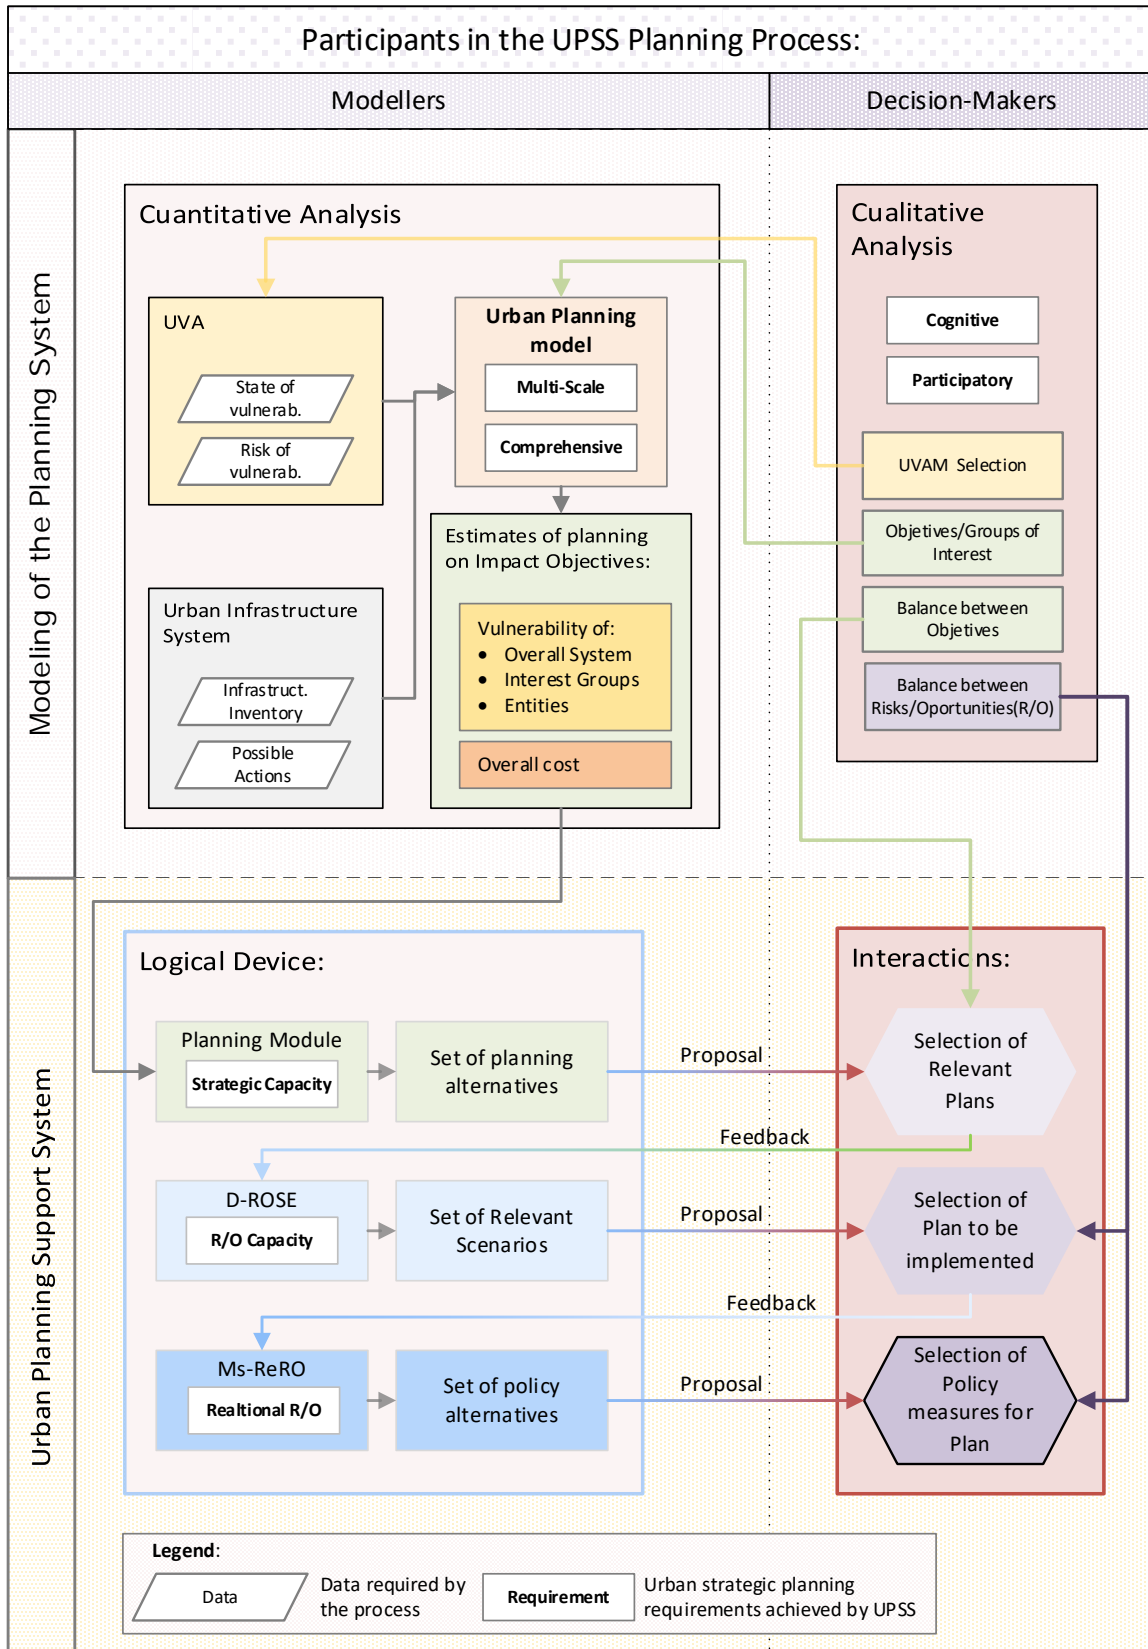 Participants in the UPSS Planning Process:
Modellers
Decision-Makers
Modeling of the Planning System
Cuantitative Analysis
UVA
State of
vulnerab.
Risk of
vulnerab.
Urban Planning
model
Multi-Scale
Comprehensive
Urban Infrastructure
System
Infrastruct.
Inventory
Possible
Actions
Estimates of planning
on Impact Objectives:
Vulnerability of:
• Overall System
• Interest Groups
• Entities
Overall cost
Cualitative
Analysis
Cognitive
Participatory
UVAM Selection
Objetives/Groups of
Interest
Balance between
Objetives
Balance between
Risks/Oportunities(R/O)
Urban Planning Support System
Logical Device:
Planning Module
Strategic Capacity
Set of planning
alternatives
Proposal
Feedback
D-ROSE
R/O Capacity
Set of Relevant
Scenarios
Proposal
Feedback
Ms-ReRO
Realtional R/O
Set of policy
alternatives
Proposal
Interactions:
Selection of
Relevant
Plans
Selection of
Plan to be
implemented
Selection of
Policy
measures for
Plan
Legend:
Data
Data required by
the process
Requirement
Urban strategic planning
requirements achieved by UPSS